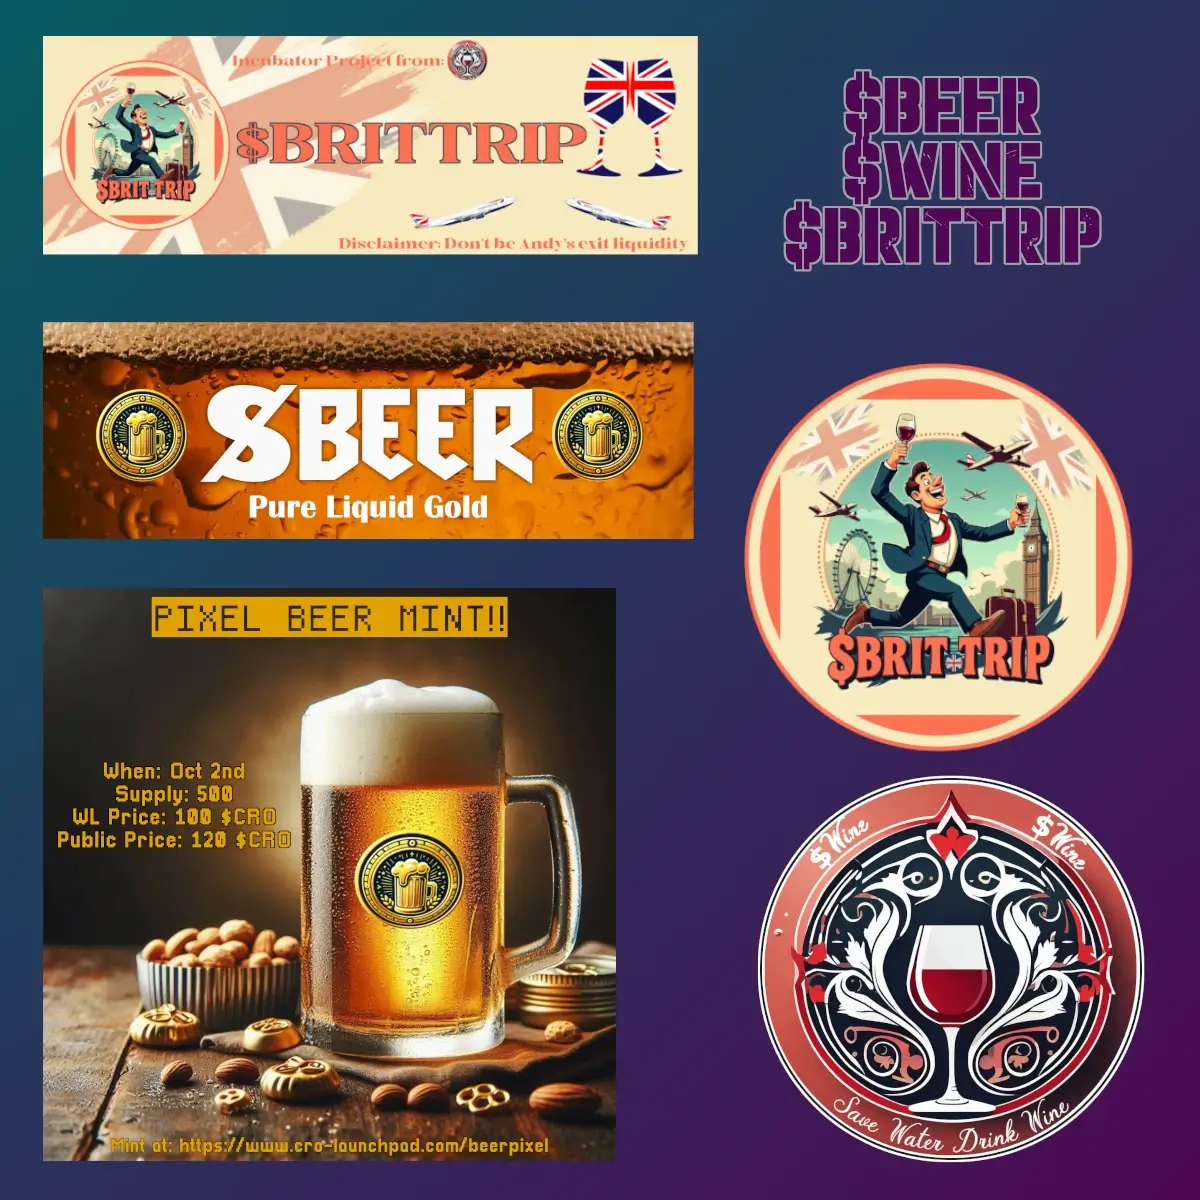 Incubator Project from:
$BRITTRIP
$BRIT TRIP
Disclaimer: Don't be Andy's exit liquidity
$BEER
$WINE
$BRITTRIP
$BEER
Pure Liquid Gold
$BRIT TRIP
PIXEL BEER MINT!!
When: Oct 2nd
Supply: 500
WL Price: 100 $CRO
Public Price: 120 $CRO
Mint at: https://www.cro-launchpad.com/beerpixel
$Wine
$Wine
Save Water Drink Wine